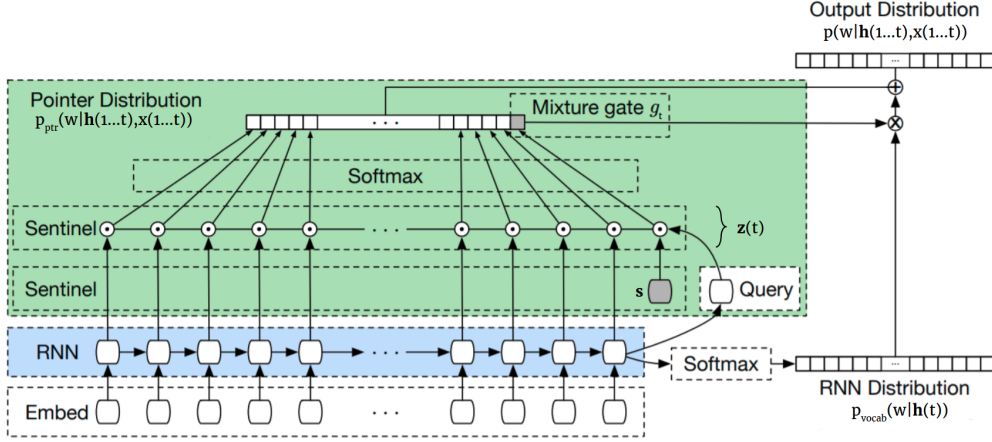 Output Distribution
p(w|h(1...t),x(1...t))
...
Pointer Distribution
p_ptr(w|h(1...t),x(1...t))
...
Mixture gate g_t
Softmax
Sentinel
...
z(t)
Sentinel
s
Query
RNN
...
Softmax
...
RNN Distribution
p_vocab(w|h(t))
Embed
...